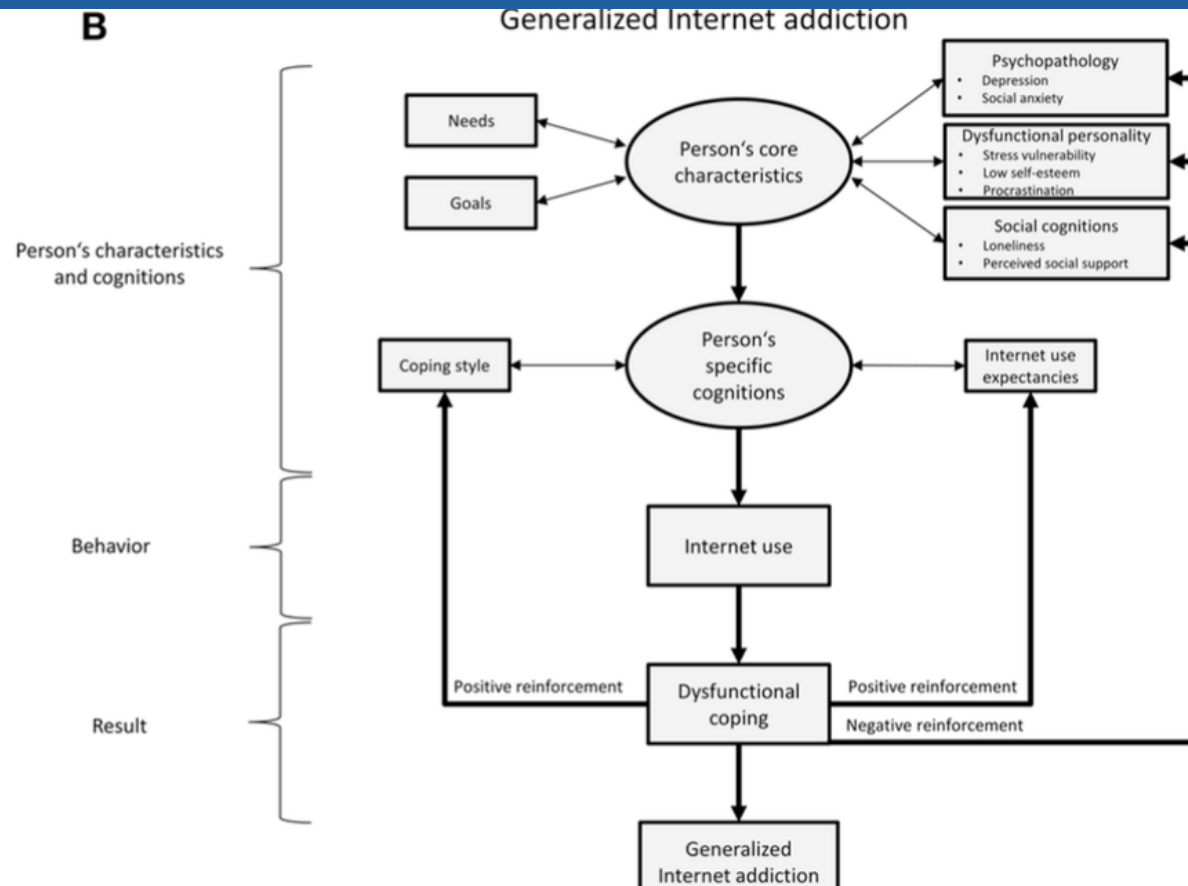 B
Generalized Internet addiction
Psychopathology
• Depression
• Social anxiety
Needs
Person's core
characteristics
Dysfunctional personality
• Stress vulnerability
• Low self-esteem
• Procrastination
Goals
Social cognitions
• Loneliness
• Perceived social support
Person's characteristics
and cognitions
Coping style
Person's
specific
cognitions
Internet use
expectancies
Behavior
Internet use
Positive reinforcement
Dysfunctional
coping
Positive reinforcement
Negative reinforcement
Result
Generalized
Internet addiction